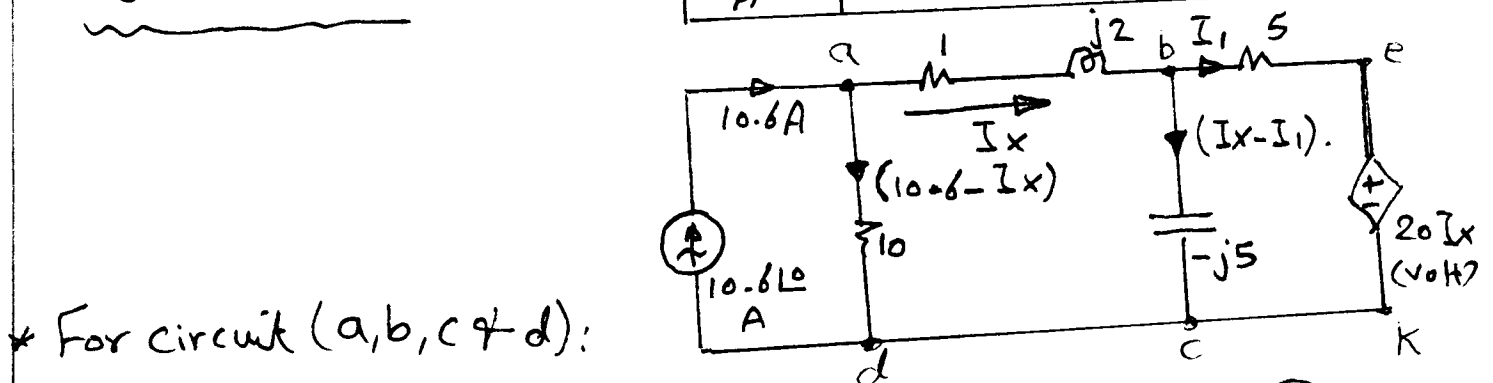 a 1 j2 b I₁ 5 e
10.6A
Ix
(Ix-I₁).
(10.6-Ix)
10
-j5
20Ix
(volt)
10.6∠0
A
* For circuit (a,b,c & d):
d c K